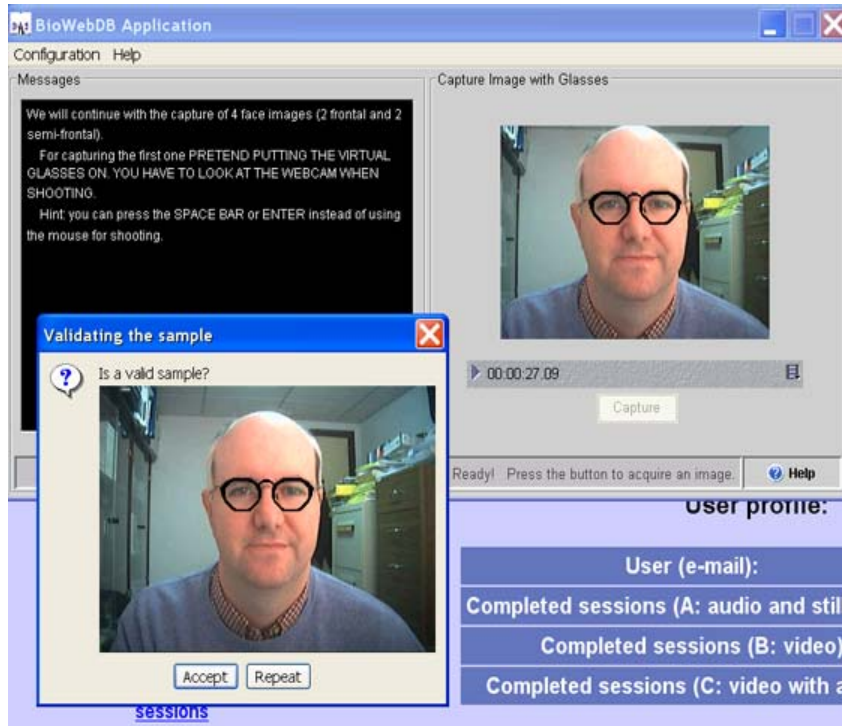 BioWebDB Application
Configuration Help
Messages
We will continue with the capture of 4 face images (2 frontal and 2
semi-frontal).
For capturing the first one PRETEND PUTTING THE VIRTUAL
GLASSES ON. YOU HAVE TO LOOK AT THE WEBCAM WHEN
SHOOTING.
Hint: you can press the SPACE BAR or ENTER instead of using
the mouse for shooting.
Capture Image with Glasses
00:00:27.09
Capture
Ready! Press the button to acquire an image.
Help
Validating the sample
Is a valid sample?
Accept Repeat
sessions
User profile:
User (e-mail):
Completed sessions (A: audio and stil
Completed sessions (B: video)
Completed sessions (C: video with a